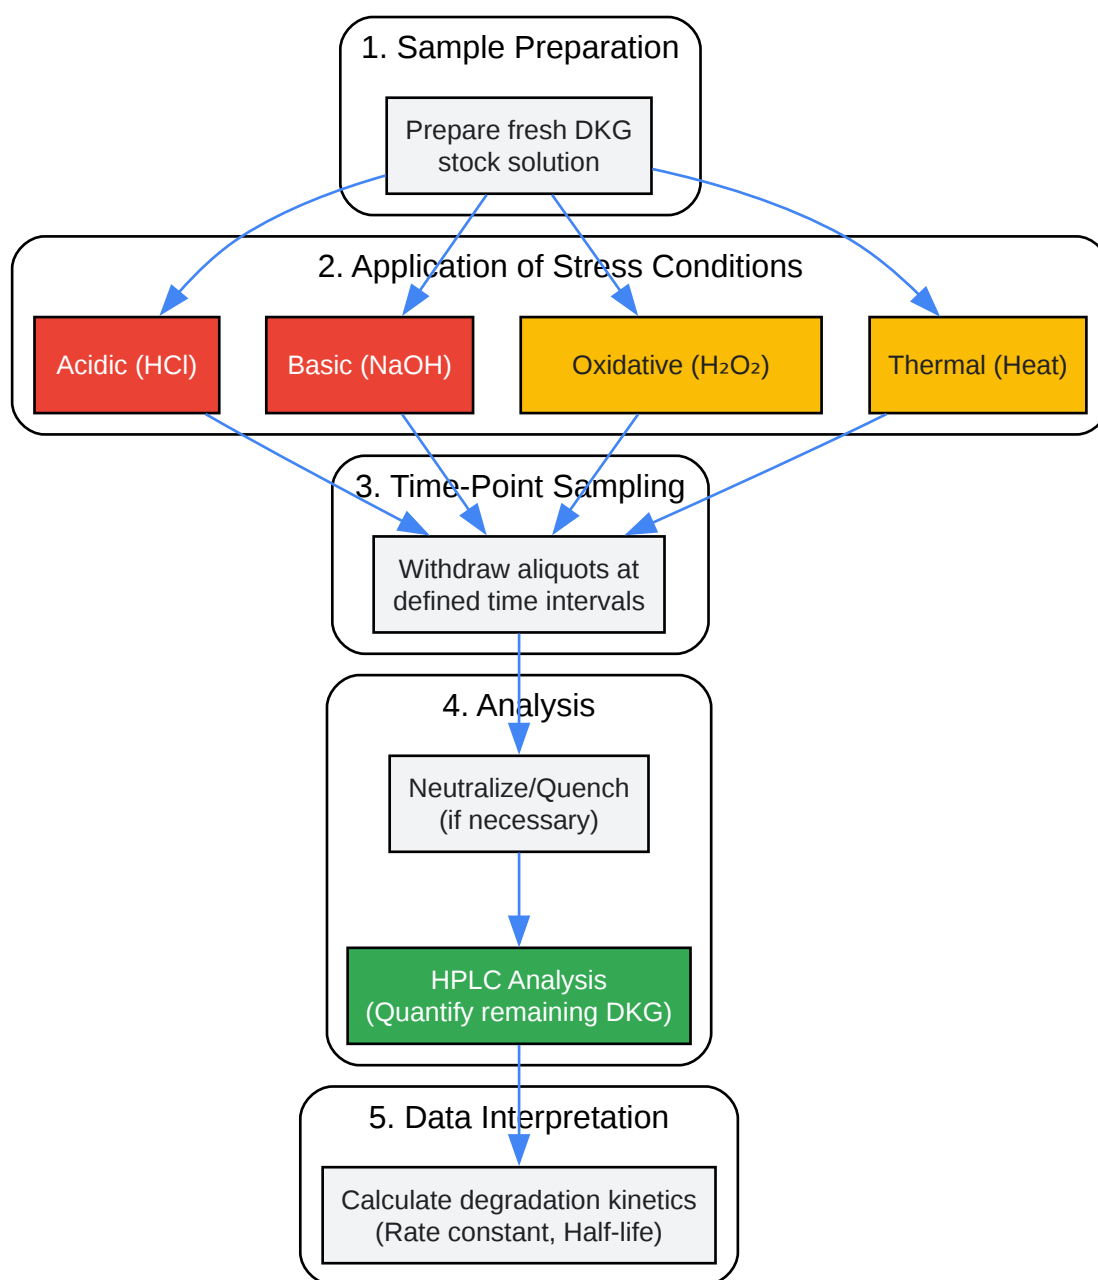 1. Sample Preparation
Prepare fresh DKG
stock solution
2. Application of Stress Conditions
Acidic (HCl)
Basic (NaOH)
Oxidative (H₂O₂)
Thermal (Heat)
3. Time-Point Sampling
Withdraw aliquots at
defined time intervals
4. Analysis
Neutralize/Quench
(if necessary)
HPLC Analysis
(Quantify remaining DKG)
5. Data Interpretation
Calculate degradation kinetics
(Rate constant, Half-life)